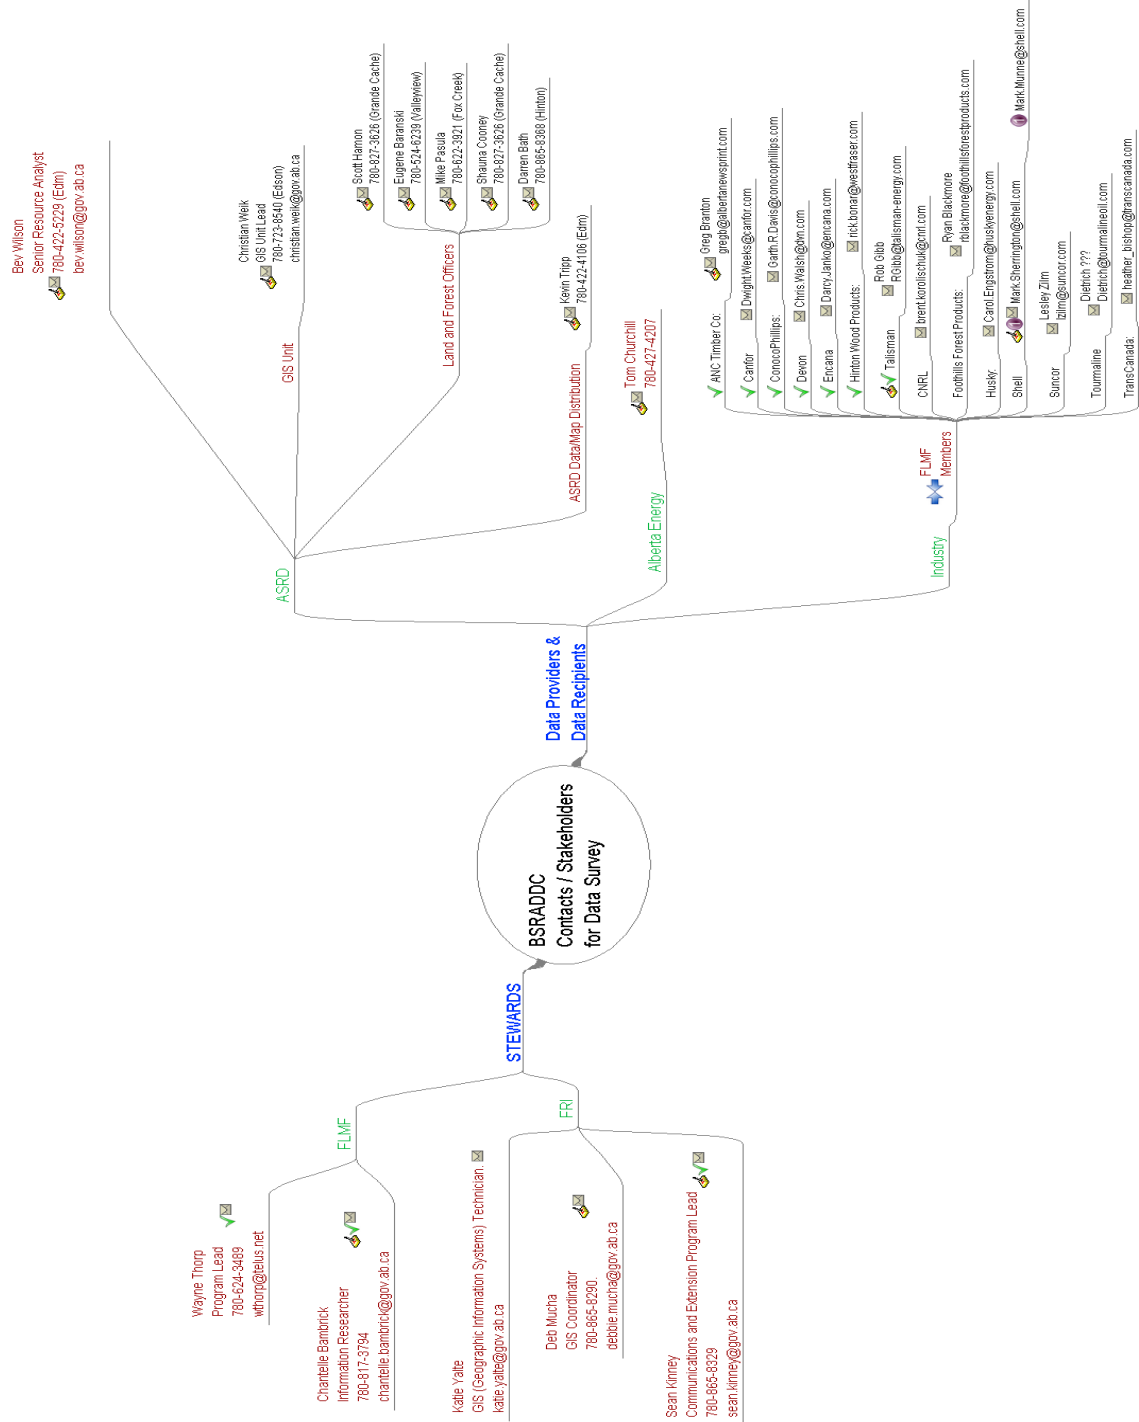 BSRADDC
Contacts / Stakeholders
for Data Survey
STEWARDS
FLMF
Wayne Thorp
Program Lead
780-624-3489
wthorp@telus.net
Chantelle Bambrick
Information Researcher
780-817-3794
chantelle.bambrick@gov.ab.ca
FRI
Katie Yalte
GIS (Geographic Information Systems) Technician.
katie.yalte@gov.ab.ca
Deb Mucha
GIS Coordinator
780-865-8290.
debbie.mucha@gov.ab.ca
Sean Kinney
Communications and Extension Program Lead
780-865-8329
sean.kinney@gov.ab.ca
Data Providers &
Data Recipients
ASRD
Bev Wilson
Senior Resource Analyst
780-422-5229 (Edm)
bev.wilson@gov.ab.ca
GIS Unit
Christian Weik
GIS Unit Lead
780-723-8540 (Edson)
christian.weik@gov.ab.ca
Land and Forest Officers
Scott Hamon
780-827-3626 (Grande Cache)
Eugene Baranski
780-524-6239 (Valleyview)
Mike Pasula
780-622-3921 (Fox Creek)
Shauna Cooney
780-827-3626 (Grande Cache)
Darren Bath
780-865-8368 (Hinton)
ASRD Data/Map Distribution
Kevin Tripp
780-422-4106 (Edm)
Alberta Energy
Tom Churchill
780-427-4207
Industry
FLMF
Members
ANC Timber Co:
Greg Branton
gregb@albertanewsprint.com
Canfor
Dwight.Weeks@canfor.com
ConocoPhillips:
Garth.R.Davis@conocophillips.com
Devon
Chris.Walsh@dvn.com
Encana
Darcy.Janko@encana.com
Hinton Wood Products:
rick.bonar@westfraser.com
Talisman
Rob Gibb
RGibb@talisman-energy.com
CNRL
brent.korolischuk@cnrl.com
Foothills Forest Products:
Ryan Blackmore
rblackmore@foothillsforestproducts.com
Husky:
Carol.Engstrom@huskyenergy.com
Shell
Mark.Sherrington@shell.com
Mark.Munne@shell.com
Suncor
Lesley Zilm
lzilm@suncor.com
Tourmaline
Dietrich ???
Dietrich@tourmalineoil.com
TransCanada:
heather_bishop@transcanada.com